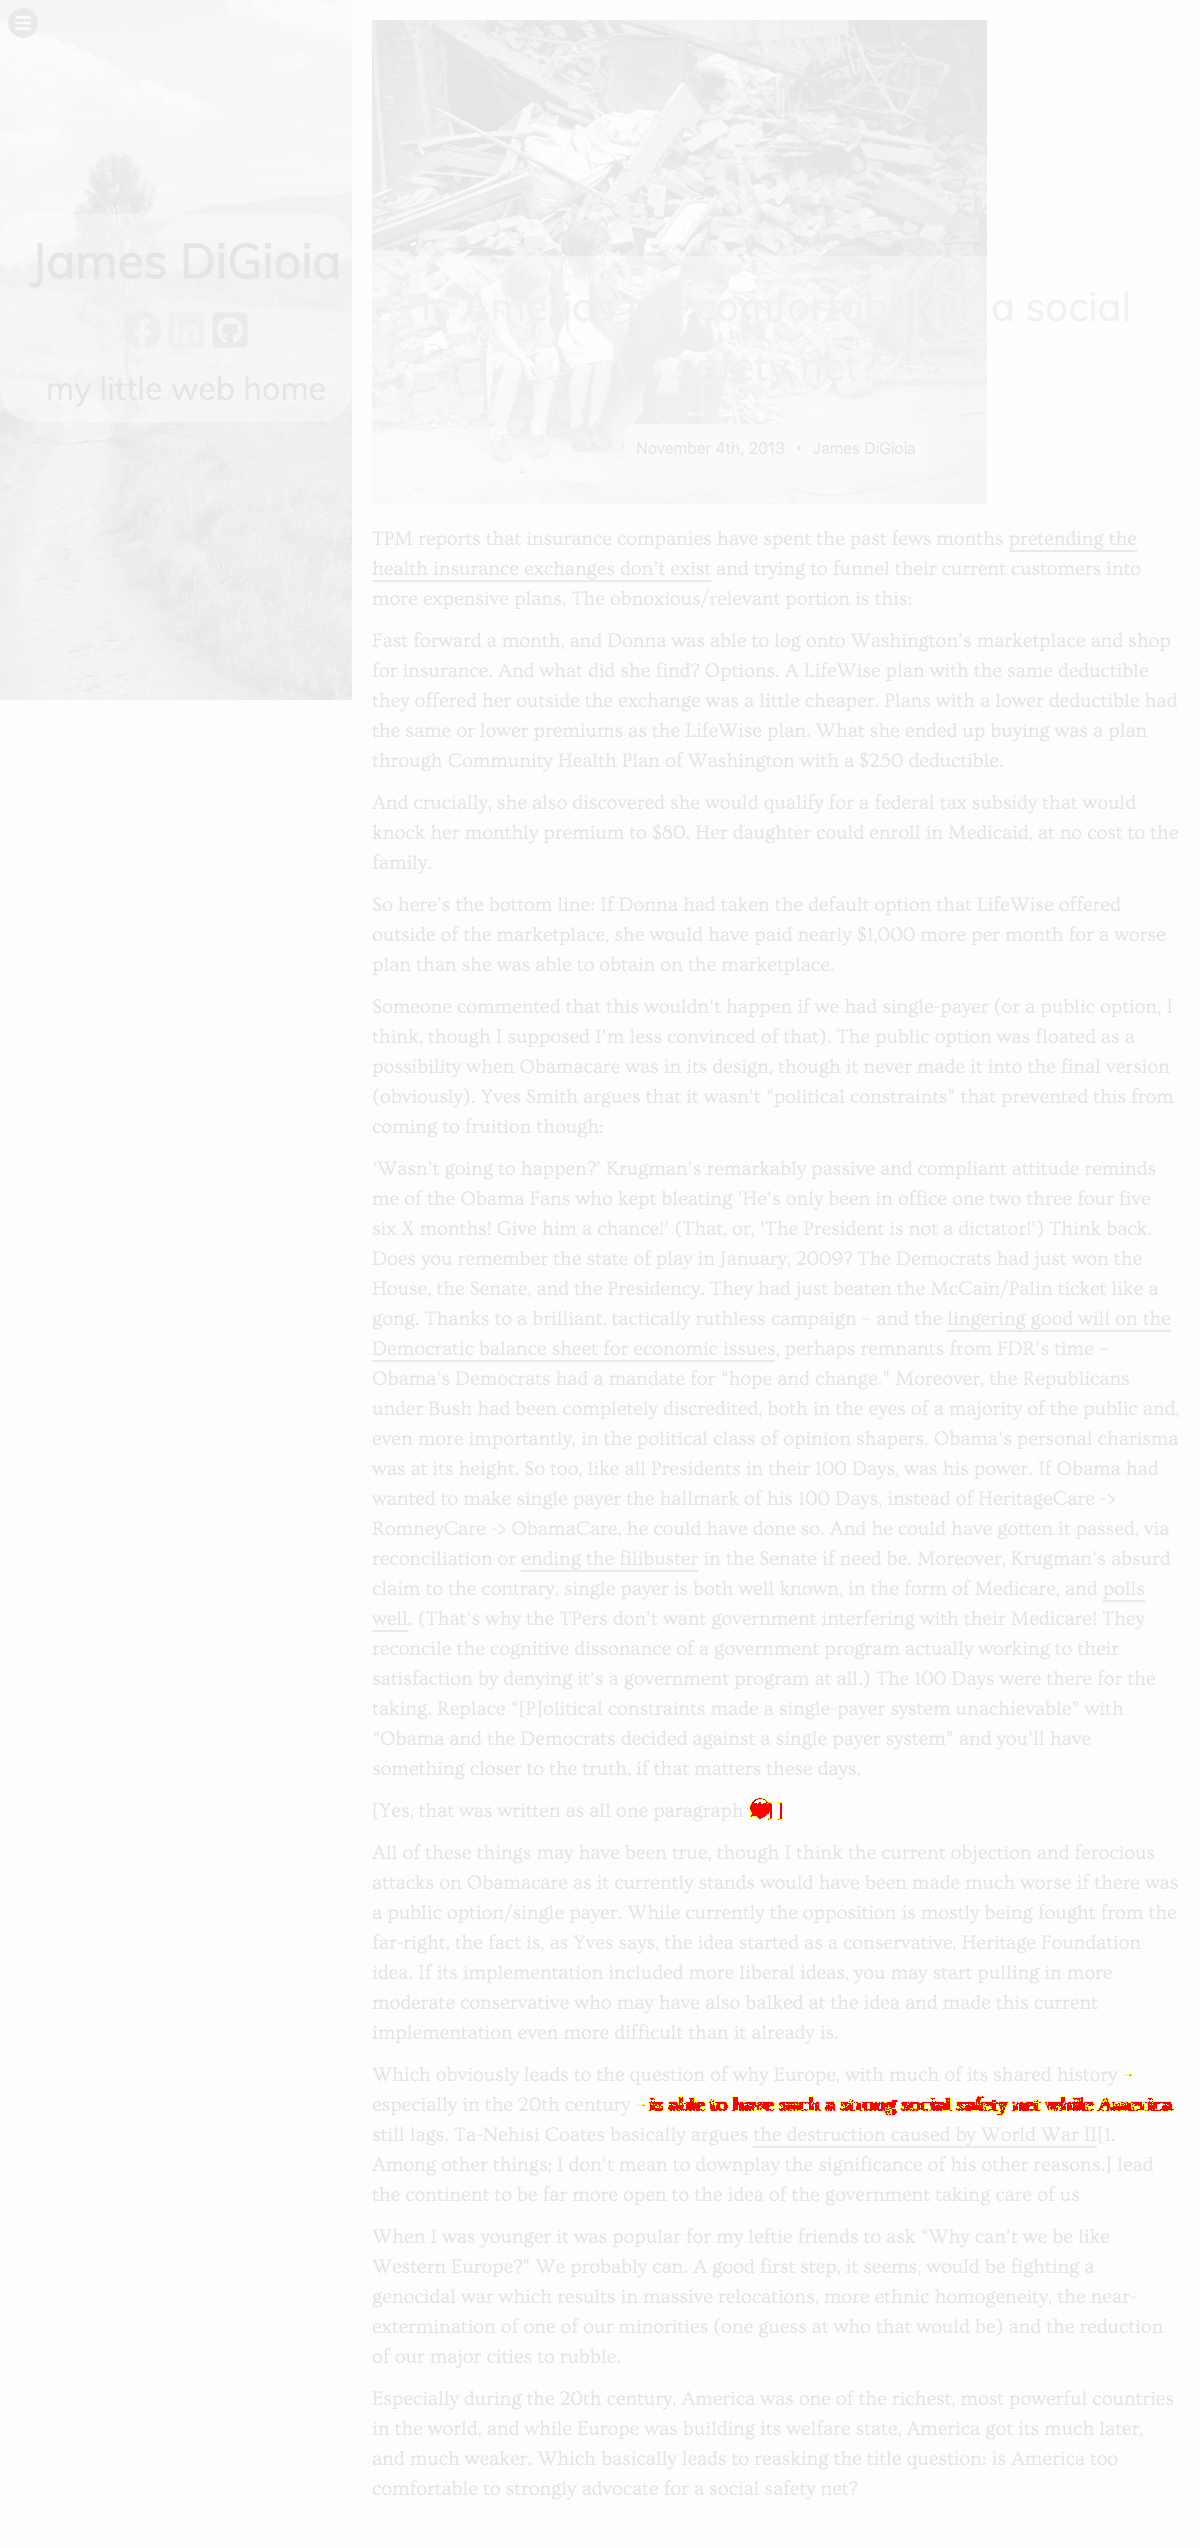 James DiGioia
my little web home
Is America too comfortable for a social
safety net?
November 4th, 2013 • James DiGioia
TPM reports that insurance companies have spent the past fews months pretending the
health insurance exchanges don't exist and trying to funnel their current customers into
more expensive plans. The obnoxious/relevant portion is this:
Fast forward a month, and Donna was able to log onto Washington's marketplace and shop
for insurance. And what did she find? Options. A LifeWise plan with the same deductible
they offered her outside the exchange was a little cheaper. Plans with a lower deductible had
the same or lower premiums as the LifeWise plan. What she ended up buying was a plan
through Community Health Plan of Washington with a $250 deductible.
And crucially, she also discovered she would qualify for a federal tax subsidy that would
knock her monthly premium to $80. Her daughter could enroll in Medicaid, at no cost to the
family.
So here's the bottom line: If Donna had taken the default option that LifeWise offered
outside of the marketplace, she would have paid nearly $1,000 more per month for a worse
plan than she was able to obtain on the marketplace.
Someone commented that this wouldn't happen if we had single-payer (or a public option, I
think, though I supposed I'm less convinced of that). The public option was floated as a
possibility when Obamacare was in its design, though it never made it into the final version
(obviously). Yves Smith argues that it wasn't “political constraints” that prevented this from
coming to fruition though:
‘Wasn't going to happen?’ Krugman's remarkably passive and compliant attitude reminds
me of the Obama Fans who kept bleating ‘He's only been in office one two three four five
six X months! Give him a chance!’ (That, or, ‘The President is not a dictator!’) Think back.
Does you remember the state of play in January, 2009? The Democrats had just won the
House, the Senate, and the Presidency. They had just beaten the McCain/Palin ticket like a
gong. Thanks to a brilliant, tactically ruthless campaign – and the lingering good will on the
Democratic balance sheet for economic issues, perhaps remnants from FDR's time –
Obama's Democrats had a mandate for “hope and change.” Moreover, the Republicans
under Bush had been completely discredited, both in the eyes of a majority of the public and,
even more importantly, in the political class of opinion shapers. Obama's personal charisma
was at its height. So too, like all Presidents in their 100 Days, was his power. If Obama had
wanted to make single payer the hallmark of his 100 Days, instead of HeritageCare ->
RomneyCare -> ObamaCare, he could have done so. And he could have gotten it passed, via
reconciliation or ending the filibuster in the Senate if need be. Moreover, Krugman's absurd
claim to the contrary, single payer is both well known, in the form of Medicare, and polls
well. (That's why the TPers don't want government interfering with their Medicare! They
reconcile the cognitive dissonance of a government program actually working to their
satisfaction by denying it's a government program at all.) The 100 Days were there for the
taking. Replace “[P]olitical constraints made a single-payer system unachievable” with
“Obama and the Democrats decided against a single payer system” and you'll have
something closer to the truth, if that matters these days.
[Yes, that was written as all one paragraph ]
All of these things may have been true, though I think the current objection and ferocious
attacks on Obamacare as it currently stands would have been made much worse if there was
a public option/single payer. While currently the opposition is mostly being fought from the
far-right, the fact is, as Yves says, the idea started as a conservative, Heritage Foundation
idea. If its implementation included more liberal ideas, you may start pulling in more
moderate conservative who may have also balked at the idea and made this current
implementation even more difficult than it already is.
Which obviously leads to the question of why Europe, with much of its shared history –
especially in the 20th century – is able to have such a strong social safety net while America
still lags. Ta-Nehisi Coates basically argues the destruction caused by World War II[1.
Among other things; I don't mean to downplay the significance of his other reasons.] lead
the continent to be far more open to the idea of the government taking care of us
When I was younger it was popular for my leftie friends to ask “Why can't we be like
Western Europe?” We probably can. A good first step, it seems, would be fighting a
genocidal war which results in massive relocations, more ethnic homogeneity, the near-
extermination of one of our minorities (one guess at who that would be) and the reduction
of our major cities to rubble.
Especially during the 20th century, America was one of the richest, most powerful countries
in the world, and while Europe was building its welfare state, America got its much later,
and much weaker. Which basically leads to reasking the title question: is America too
comfortable to strongly advocate for a social safety net?